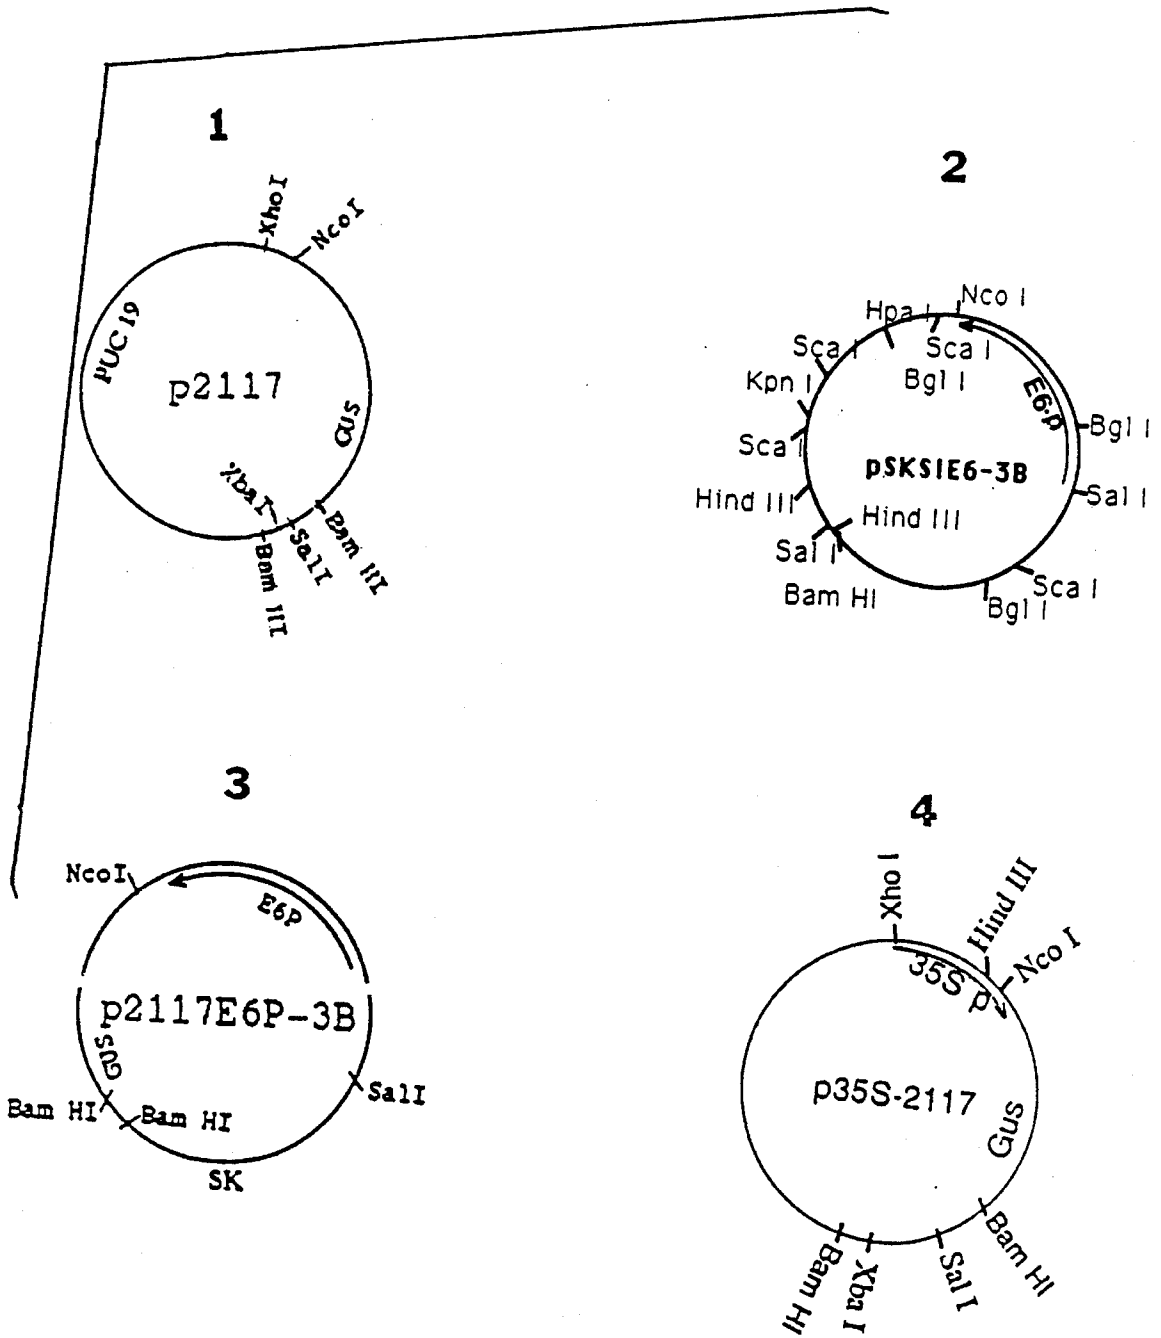 1
XhoI
NcoI
PUC 19
p2117
GUS
XbaI
SalI
Bam HI
Bam HI
2
Nco I
Hpa I
Sca I
Sca I
Bgl I
Kpn I
E6-p
Bgl I
Sca I
pSKSIE6-3B
Sal I
Hind III
Hind III
Sal I
Sca I
Bam HI
Bgl I
3
NcoI
E6P
p2117E6P-3B
GUS
SalI
Bam HI
Bam HI
SK
4
Xho I
Hind III
Nco I
35S p
p35S-2117
Gus
Bam HI
Sal I
Xba I
Bam HI